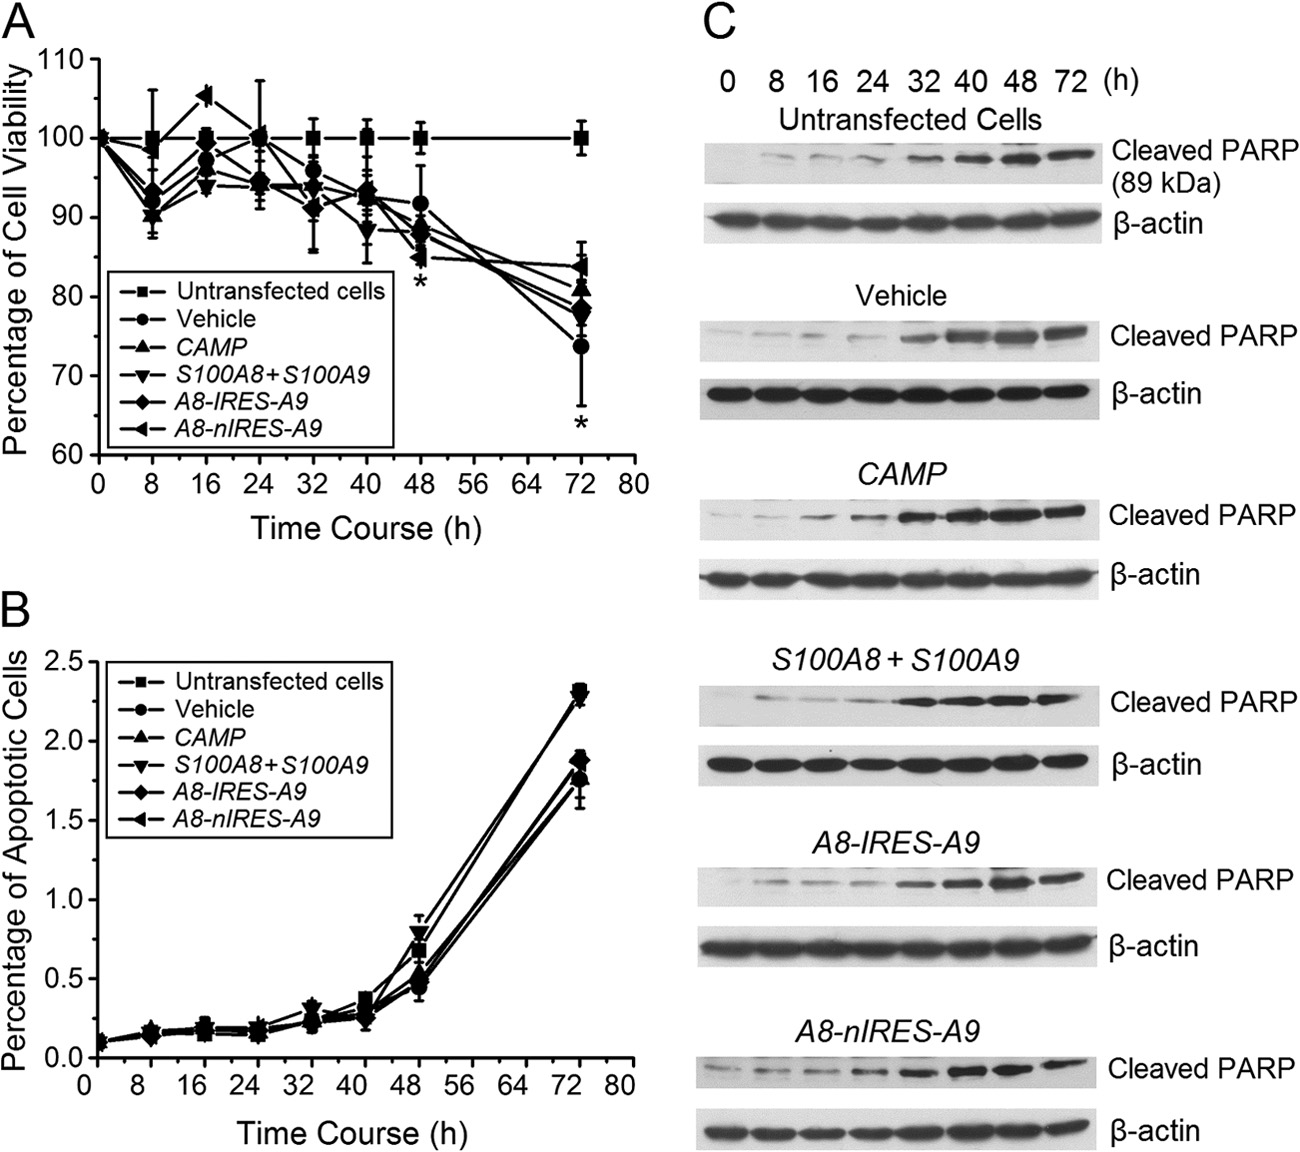 A
Percentage of Cell Viability
110
100
90
80
70
60
Untransfected cells
Vehicle
CAMP
S100A8+S100A9
A8-IRES-A9
A8-nIRES-A9
*
*
0 8 16 24 32 40 48 56 64 72 80
Time Course (h)
B
Percentage of Apoptotic Cells
2.5
2.0
1.5
1.0
0.5
0.0
Untransfected cells
Vehicle
CAMP
S100A8+S100A9
A8-IRES-A9
A8-nIRES-A9
0 8 16 24 32 40 48 56 64 72 80
Time Course (h)
C
0 8 16 24 32 40 48 72 (h)
Untransfected Cells
Cleaved PARP
(89 kDa)
β-actin
Vehicle
Cleaved PARP
β-actin
CAMP
Cleaved PARP
β-actin
S100A8 + S100A9
Cleaved PARP
β-actin
A8-IRES-A9
Cleaved PARP
β-actin
A8-nIRES-A9
Cleaved PARP
β-actin